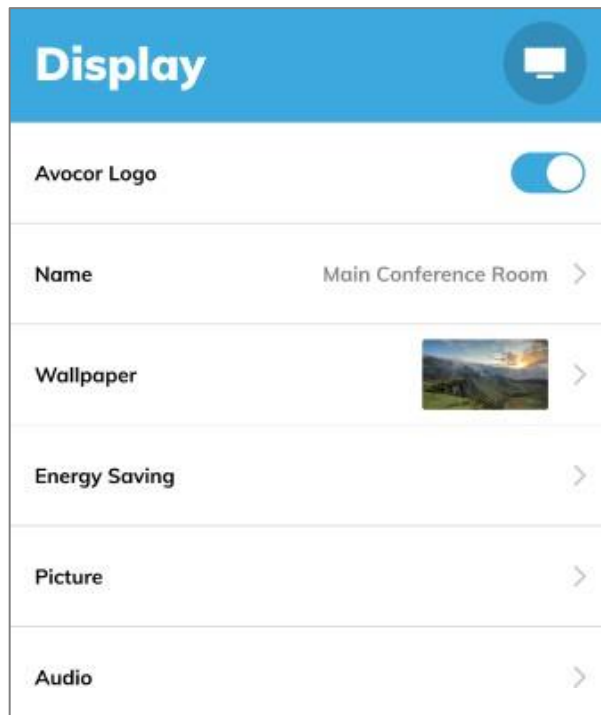 Display
Avocor Logo
Name Main Conference Room
Wallpaper
Energy Saving
Picture
Audio